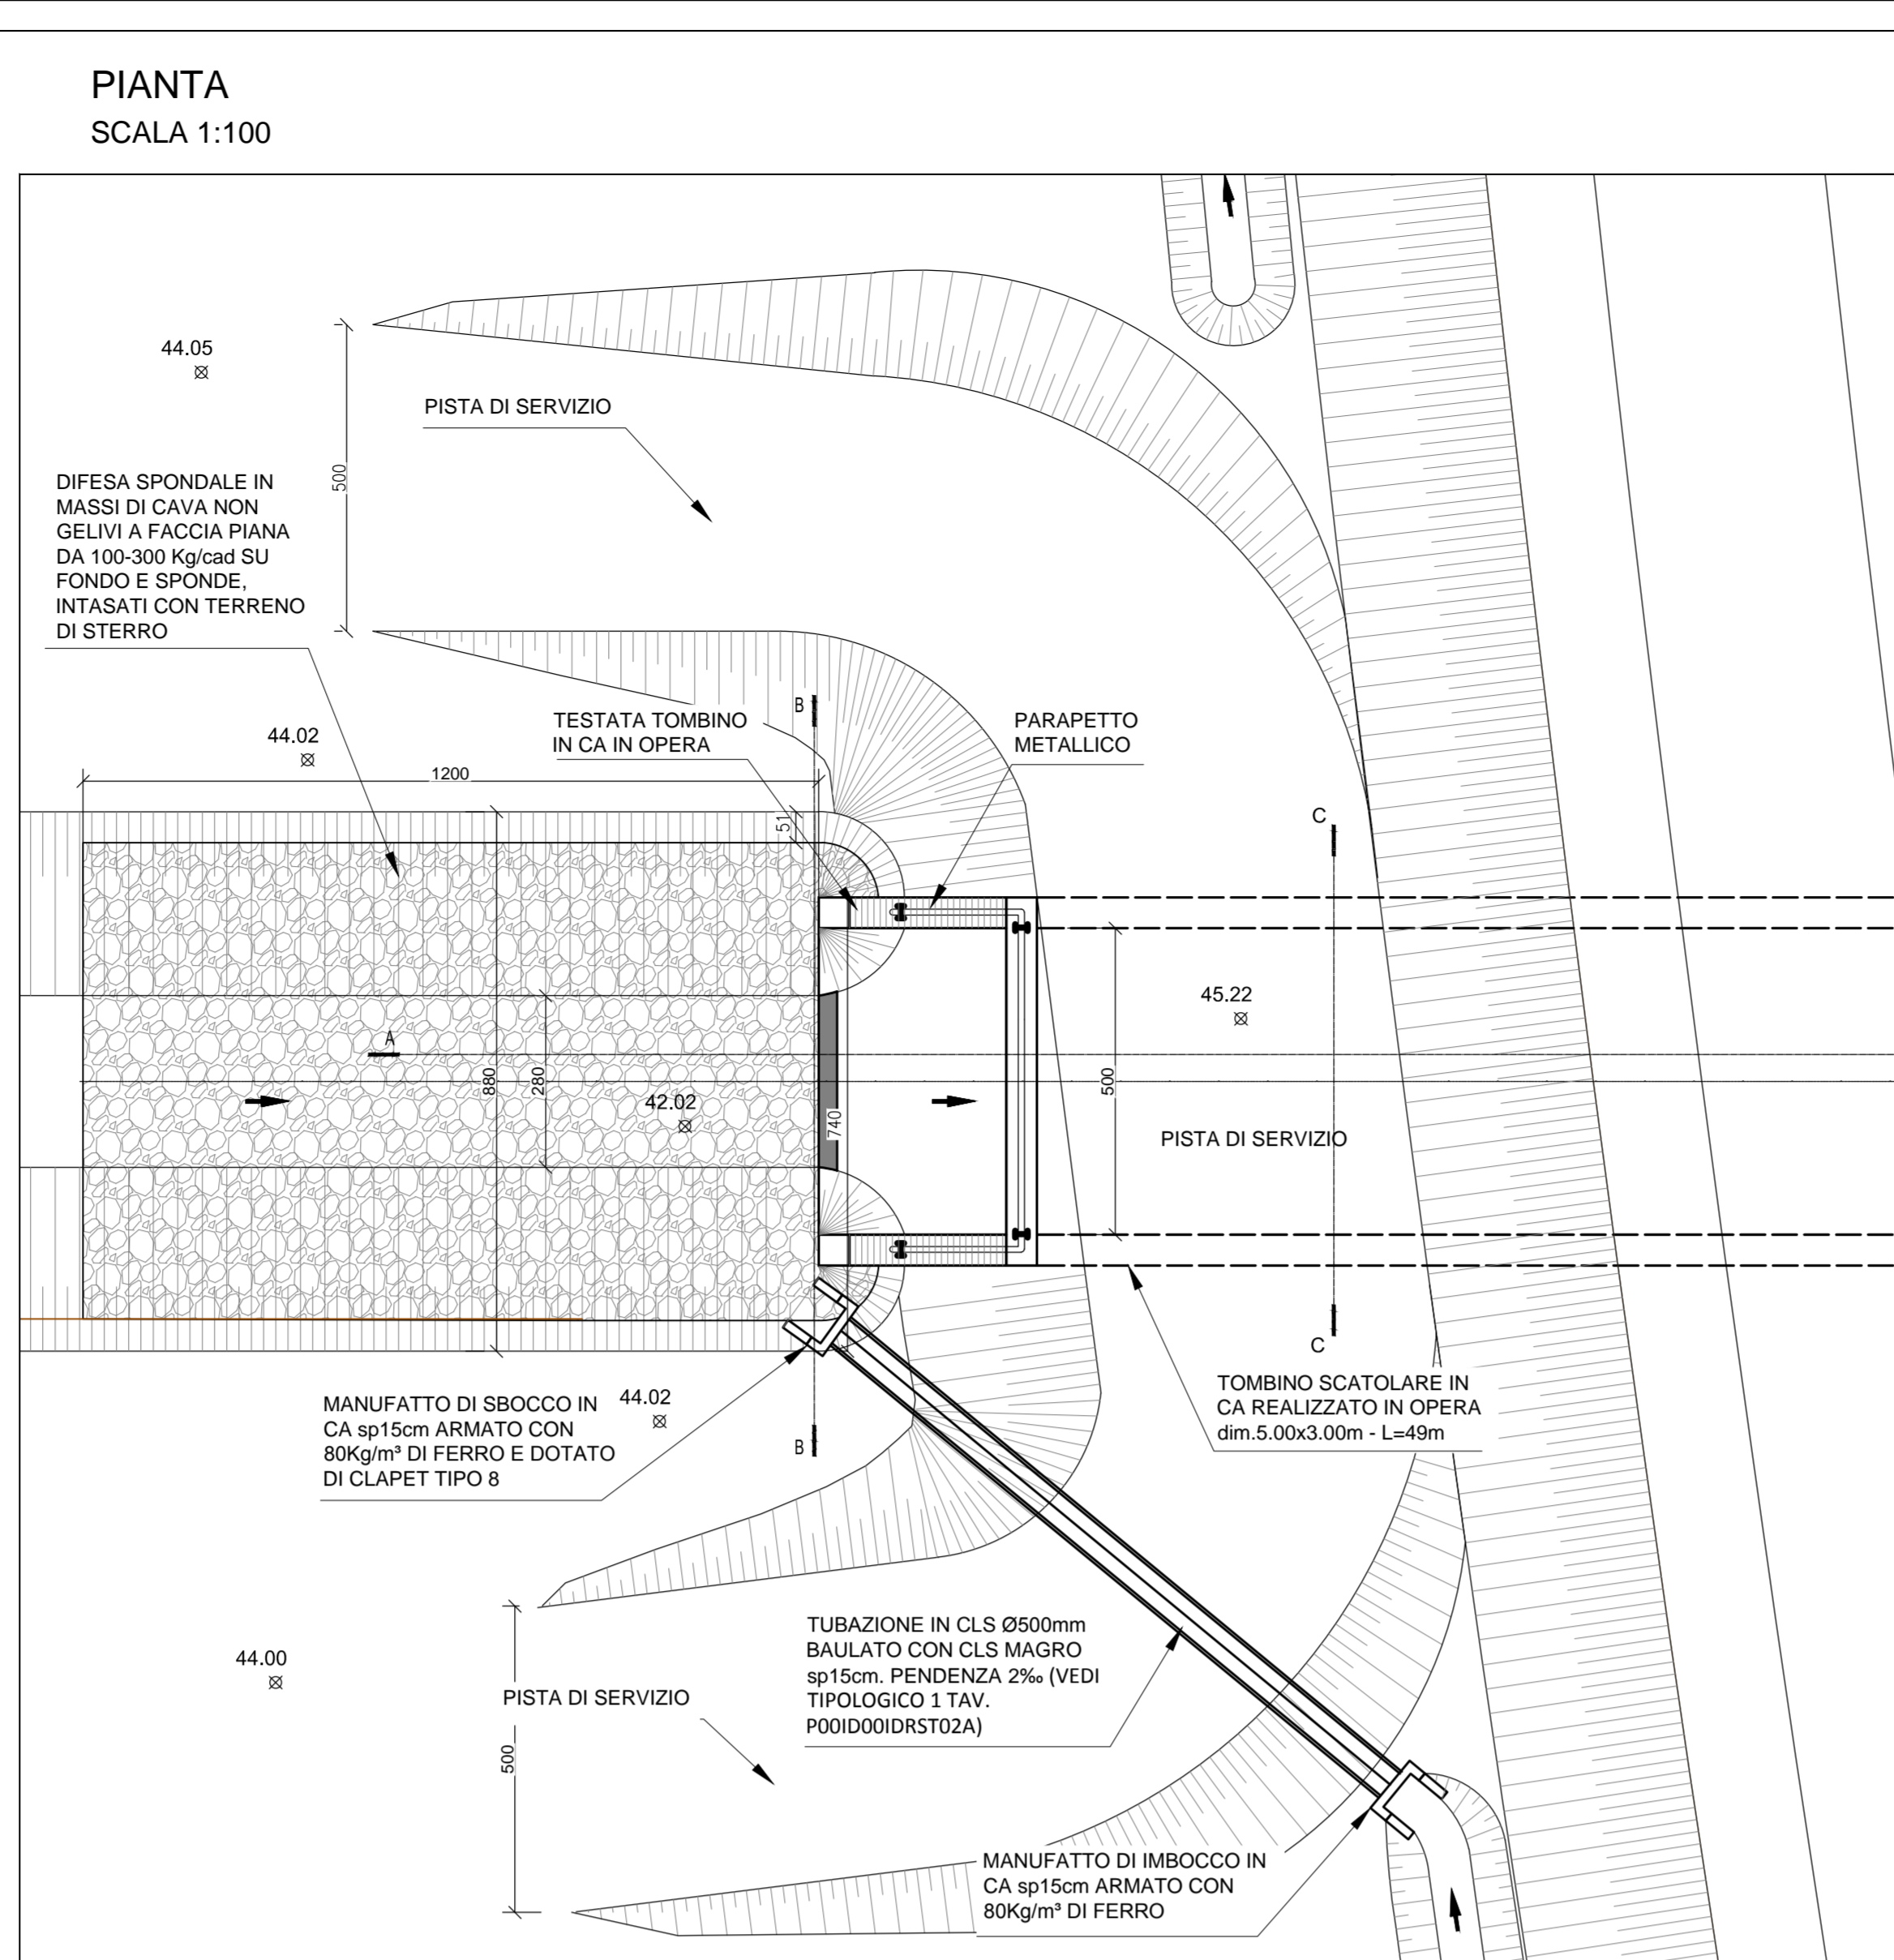 PIANTA
SCALA 1:100
44.05
PISTA DI SERVIZIO
500
DIFESA SPONDALE IN
MASSI DI CAVA NON
GELIVI A FACCIA PIANA
DA 100-300 Kg/cad SU
FONDO E SPONDE,
INTASATI CON TERRENO
DI STERRO
44.02
B
TESTATA TOMBINO
IN CA IN OPERA
PARAPETTO
METALLICO
1200
51
C
45.22
A
880
280
42.02
740
500
PISTA DI SERVIZIO
C
TOMBINO SCATOLARE IN
CA REALIZZATO IN OPERA
dim.5.00x3.00m - L=49m
MANUFATTO DI SBOCCO IN
CA sp15cm ARMATO CON
80Kg/m³ DI FERRO E DOTATO
DI CLAPET TIPO 8
44.02
B
TUBAZIONE IN CLS Ø500mm
BAULATO CON CLS MAGRO
sp15cm. PENDENZA 2‰ (VEDI
TIPOLOGICO 1 TAV.
P00ID00IDRST02A)
44.00
PISTA DI SERVIZIO
500
MANUFATTO DI IMBOCCO IN
CA sp15cm ARMATO CON
80Kg/m³ DI FERRO